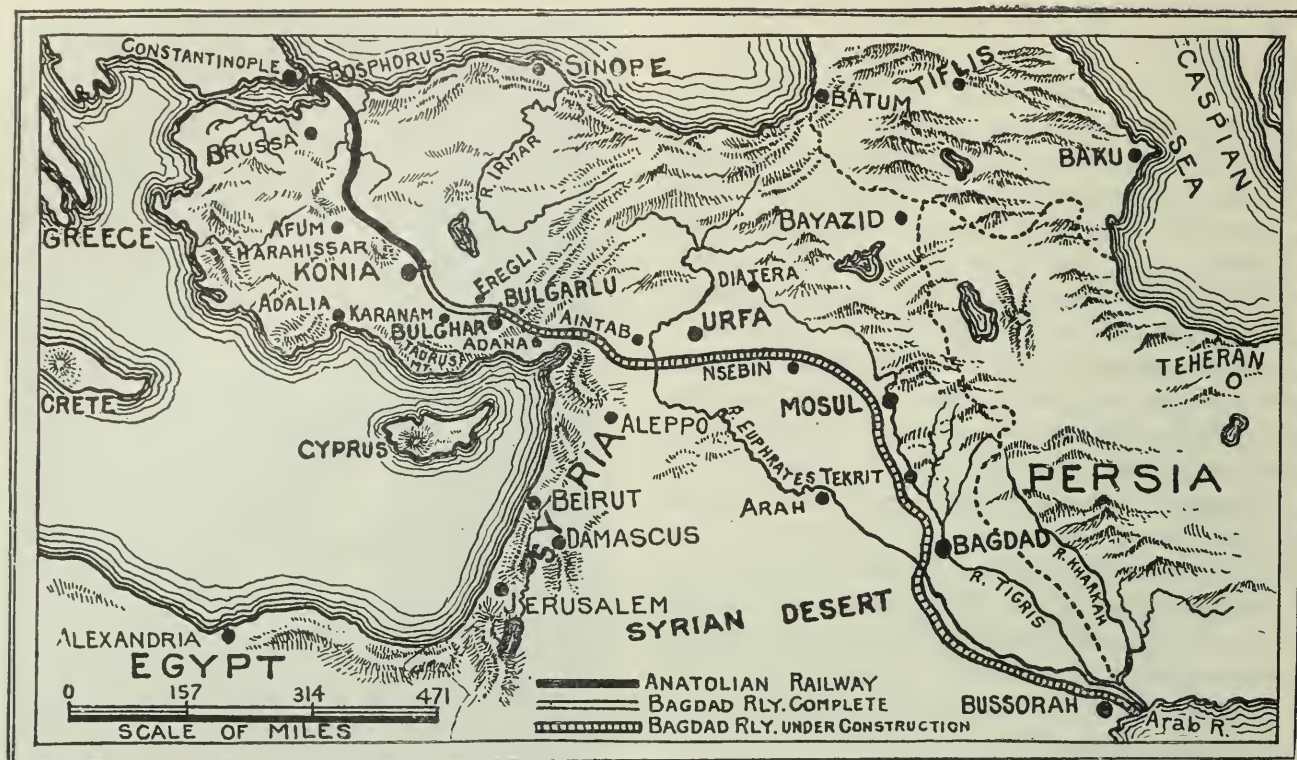 CONSTANTINOPLE
BOSPHORUS
SINOPE
TIFLIS
BATUM
CASPIAN
SEA
BAKU
BRUSSA
R. IRMAR
GREECE
AFUM
HARAHISSAR
KONIA
BAYAZID
EREGLI
BULGARLU
DIATERA
ADALIA
KARANAM
BULGHAR
ADANA
AINTAB
URFA
TAURUS
MT.
NSEBIN
TEHERAN
CRETE
MOSUL
CYPRUS
ALEPPO
EUPHRATES
TEKRIT
PERSIA
SYRIA
BEIRUT
ARAH
DAMASCUS
BAGDAD
R. KHARKAH
R. TIGRIS
JERUSALEM
SYRIAN DESERT
ALEXANDRIA
EGYPT
0 157 314 471
SCALE OF MILES
ANATOLIAN RAILWAY
BAGDAD RLY. COMPLETE
BAGDAD RLY. UNDER CONSTRUCTION
BUSSORAH
Arab R.